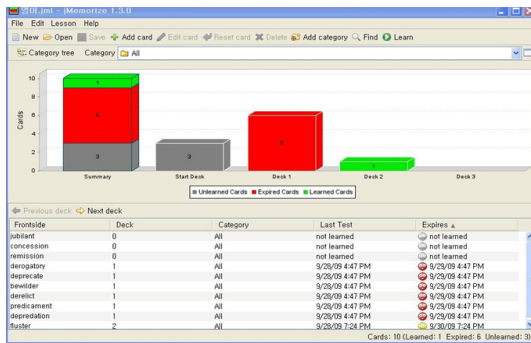 단어.jml - jMemorize 1.3.0
File Edit Lesson Help
New Open Save Add card Edit card Reset card Delete Add category Find Learn
Category tree Category All
10
8
6
4
2
0
Cards
1
6
3
3
6
1
Summary Start Deck Deck 1 Deck 2 Deck 3
Unlearned Cards Expired Cards Learned Cards
Previous deck Next deck
Frontside Deck Category Last Test Expires
jubilant 0 All not learned not learned
concession 0 All not learned not learned
remission 0 All not learned not learned
derogatory 1 All 9/28/09 4:47 PM 9/29/09 4:47 PM
deprecate 1 All 9/28/09 4:47 PM 9/29/09 4:47 PM
bewilder 1 All 9/28/09 4:47 PM 9/29/09 4:47 PM
derelict 1 All 9/28/09 4:47 PM 9/29/09 4:47 PM
predicament 1 All 9/28/09 4:47 PM 9/29/09 4:47 PM
depredation 1 All 9/28/09 4:47 PM 9/29/09 4:47 PM
fluster 2 All 9/28/09 7:24 PM 9/30/09 7:24 PM
Cards: 10 (Learned: 1 Expired: 6 Unlearned: 3)